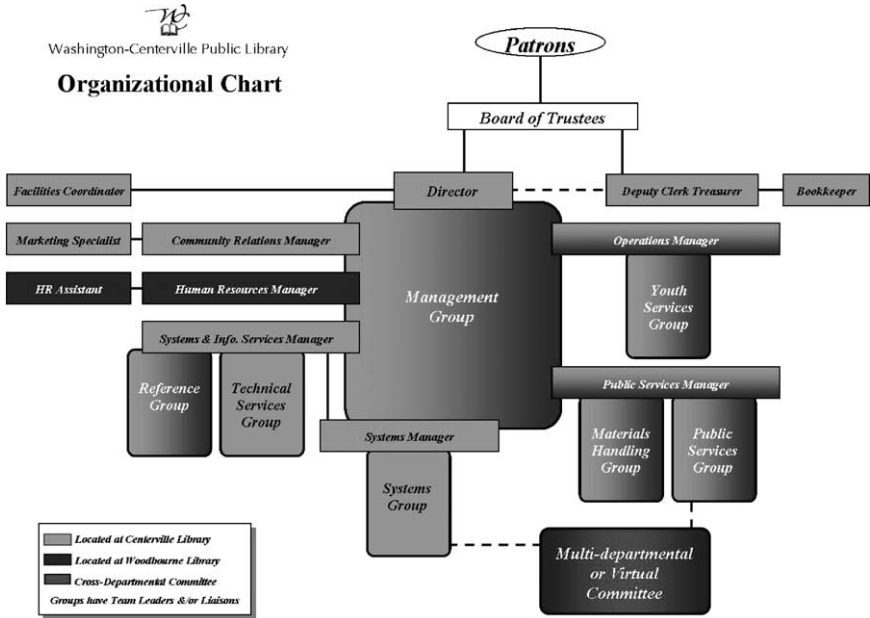 Washington-Centerville Public Library
Organizational Chart
Patrons
Board of Trustees
Facilities Coordinator
Director
Deputy Clerk Treasurer
Bookkeeper
Marketing Specialist
Community Relations Manager
Operations Manager
HR Assistant
Human Resources Manager
Management
Group
Youth
Services
Group
Systems & Info. Services Manager
Reference
Group
Technical
Services
Group
Public Services Manager
Materials
Handling
Group
Public
Services
Group
Systems Manager
Systems
Group
Multi-departmental
or Virtual
Committee
Located at Centerville Library
Located at Woodbourne Library
Cross-Departmental Committee
Groups have Team Leaders &/or Liaisons